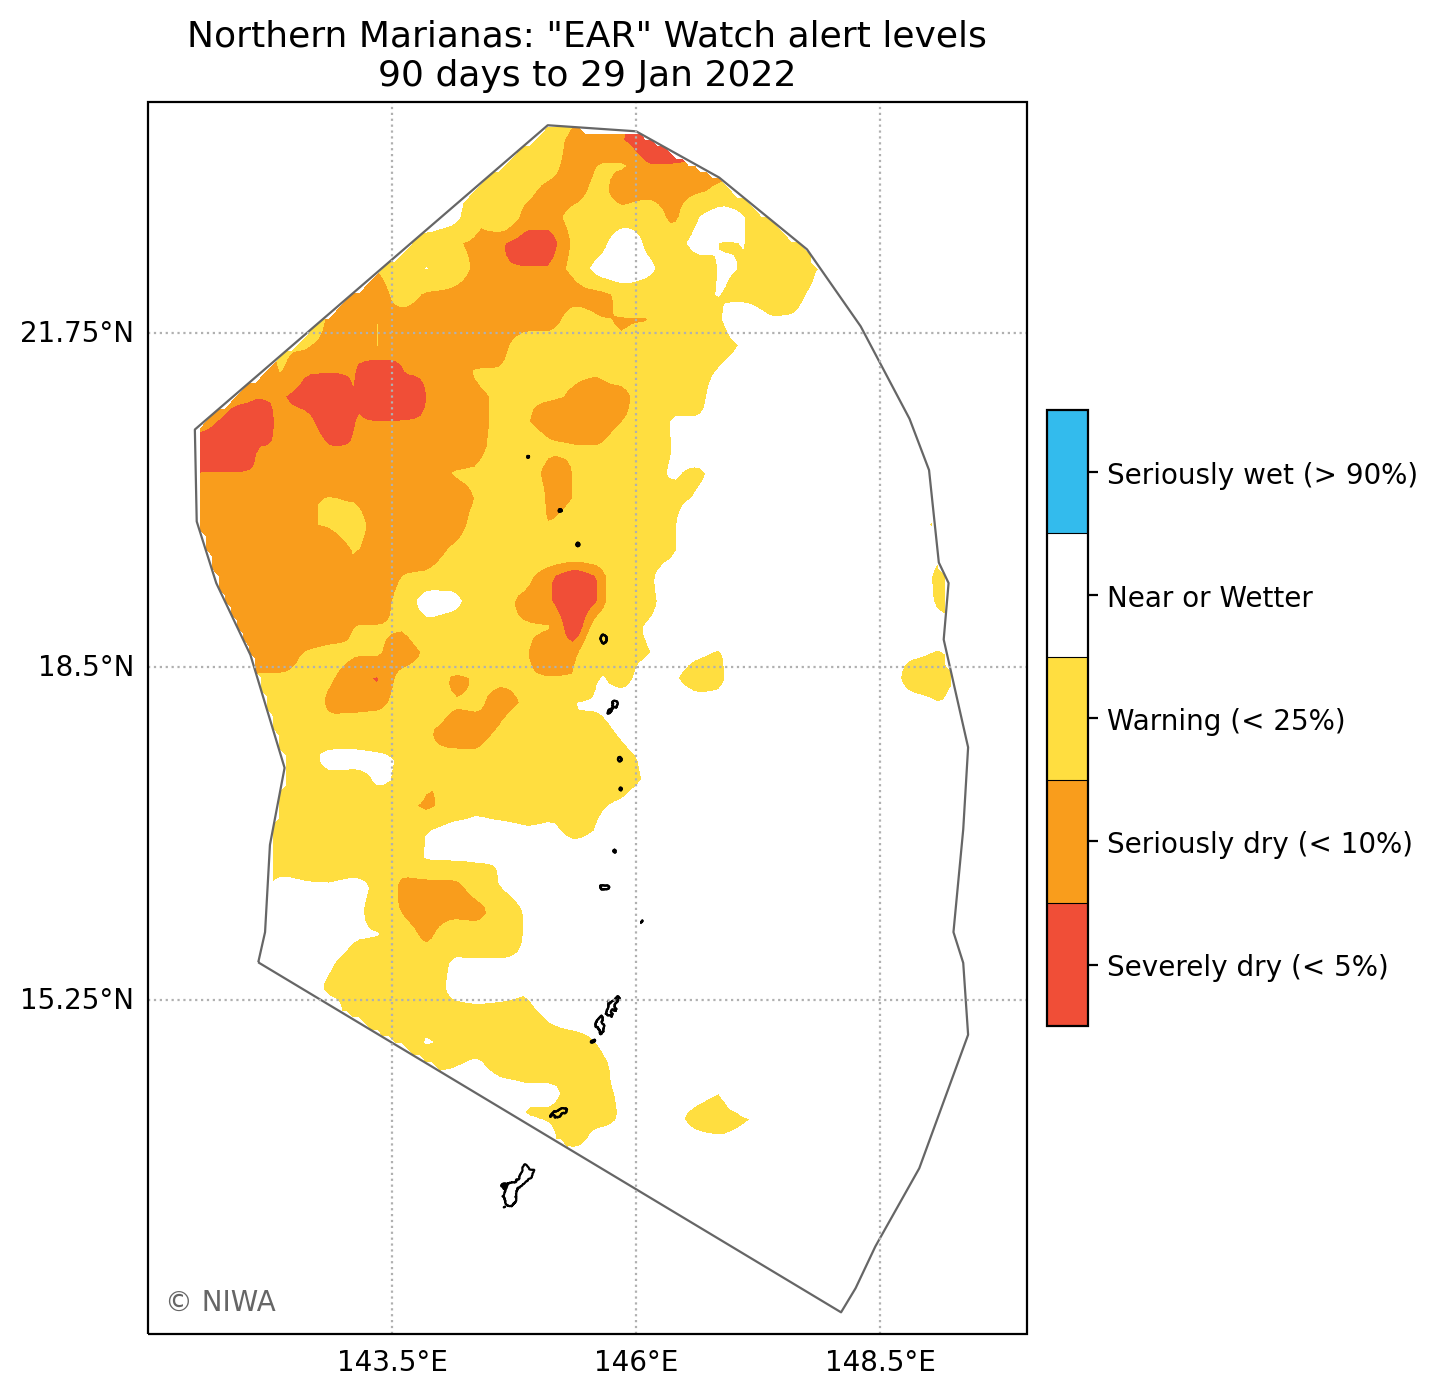 Northern Marianas: "EAR" Watch alert levels
90 days to 29 Jan 2022
21.75°N
18.5°N
15.25°N
143.5°E
146°E
148.5°E
Seriously wet (> 90%)
Near or Wetter
Warning (< 25%)
Seriously dry (< 10%)
Severely dry (< 5%)
© NIWA